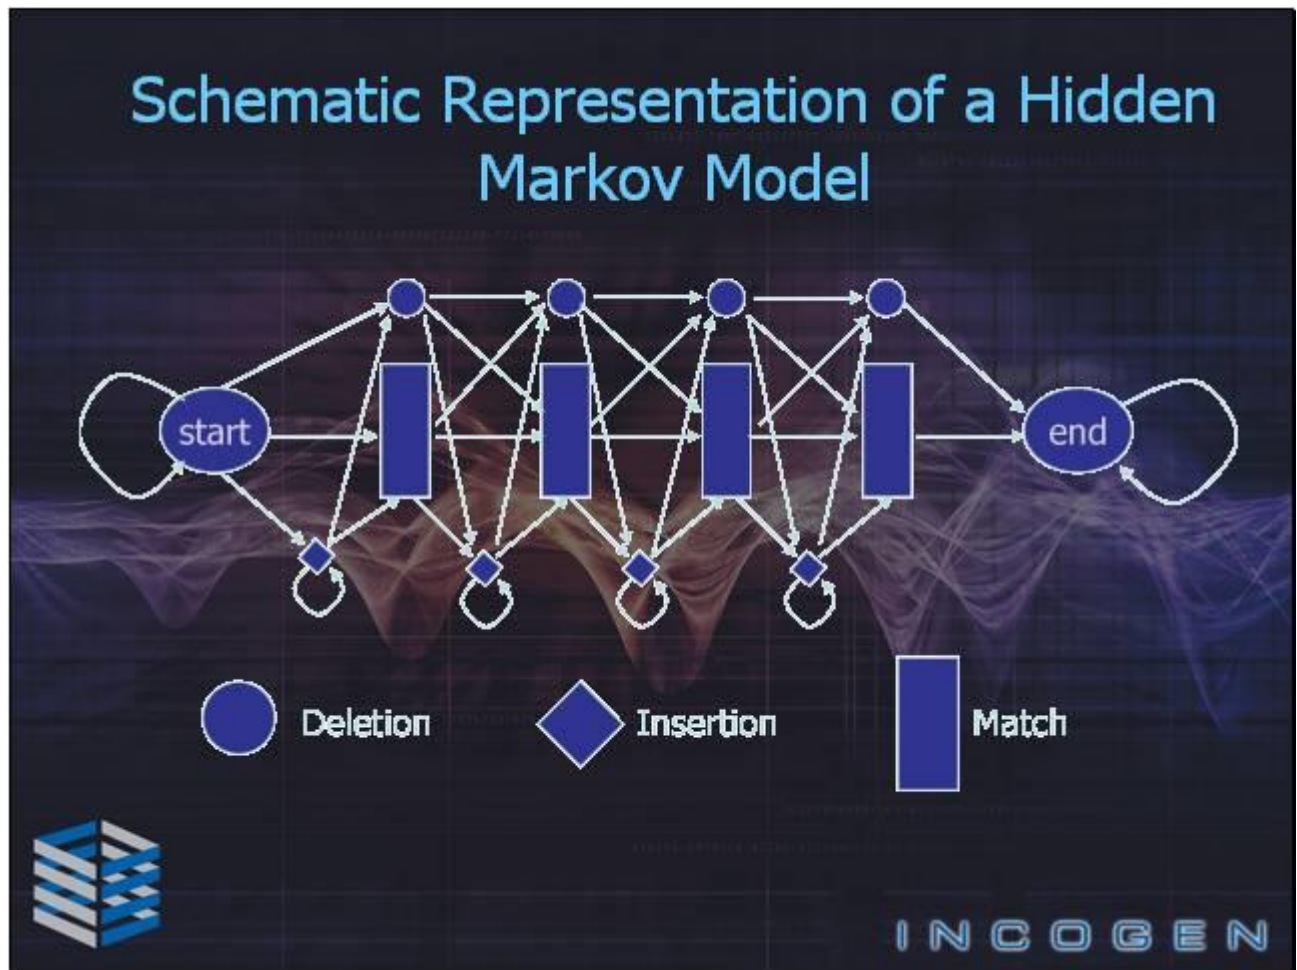 Schematic Representation of a Hidden
Markov Model
start
end
Deletion
Insertion
Match
INCOGEN